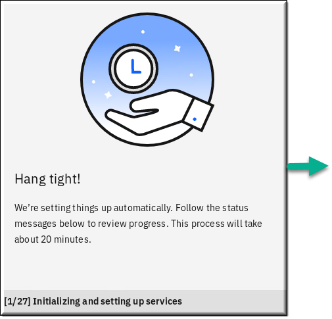 Hang tight!
We're setting things up automatically. Follow the status
messages below to review progress. This process will take
about 20 minutes.
[1/27] Initializing and setting up services